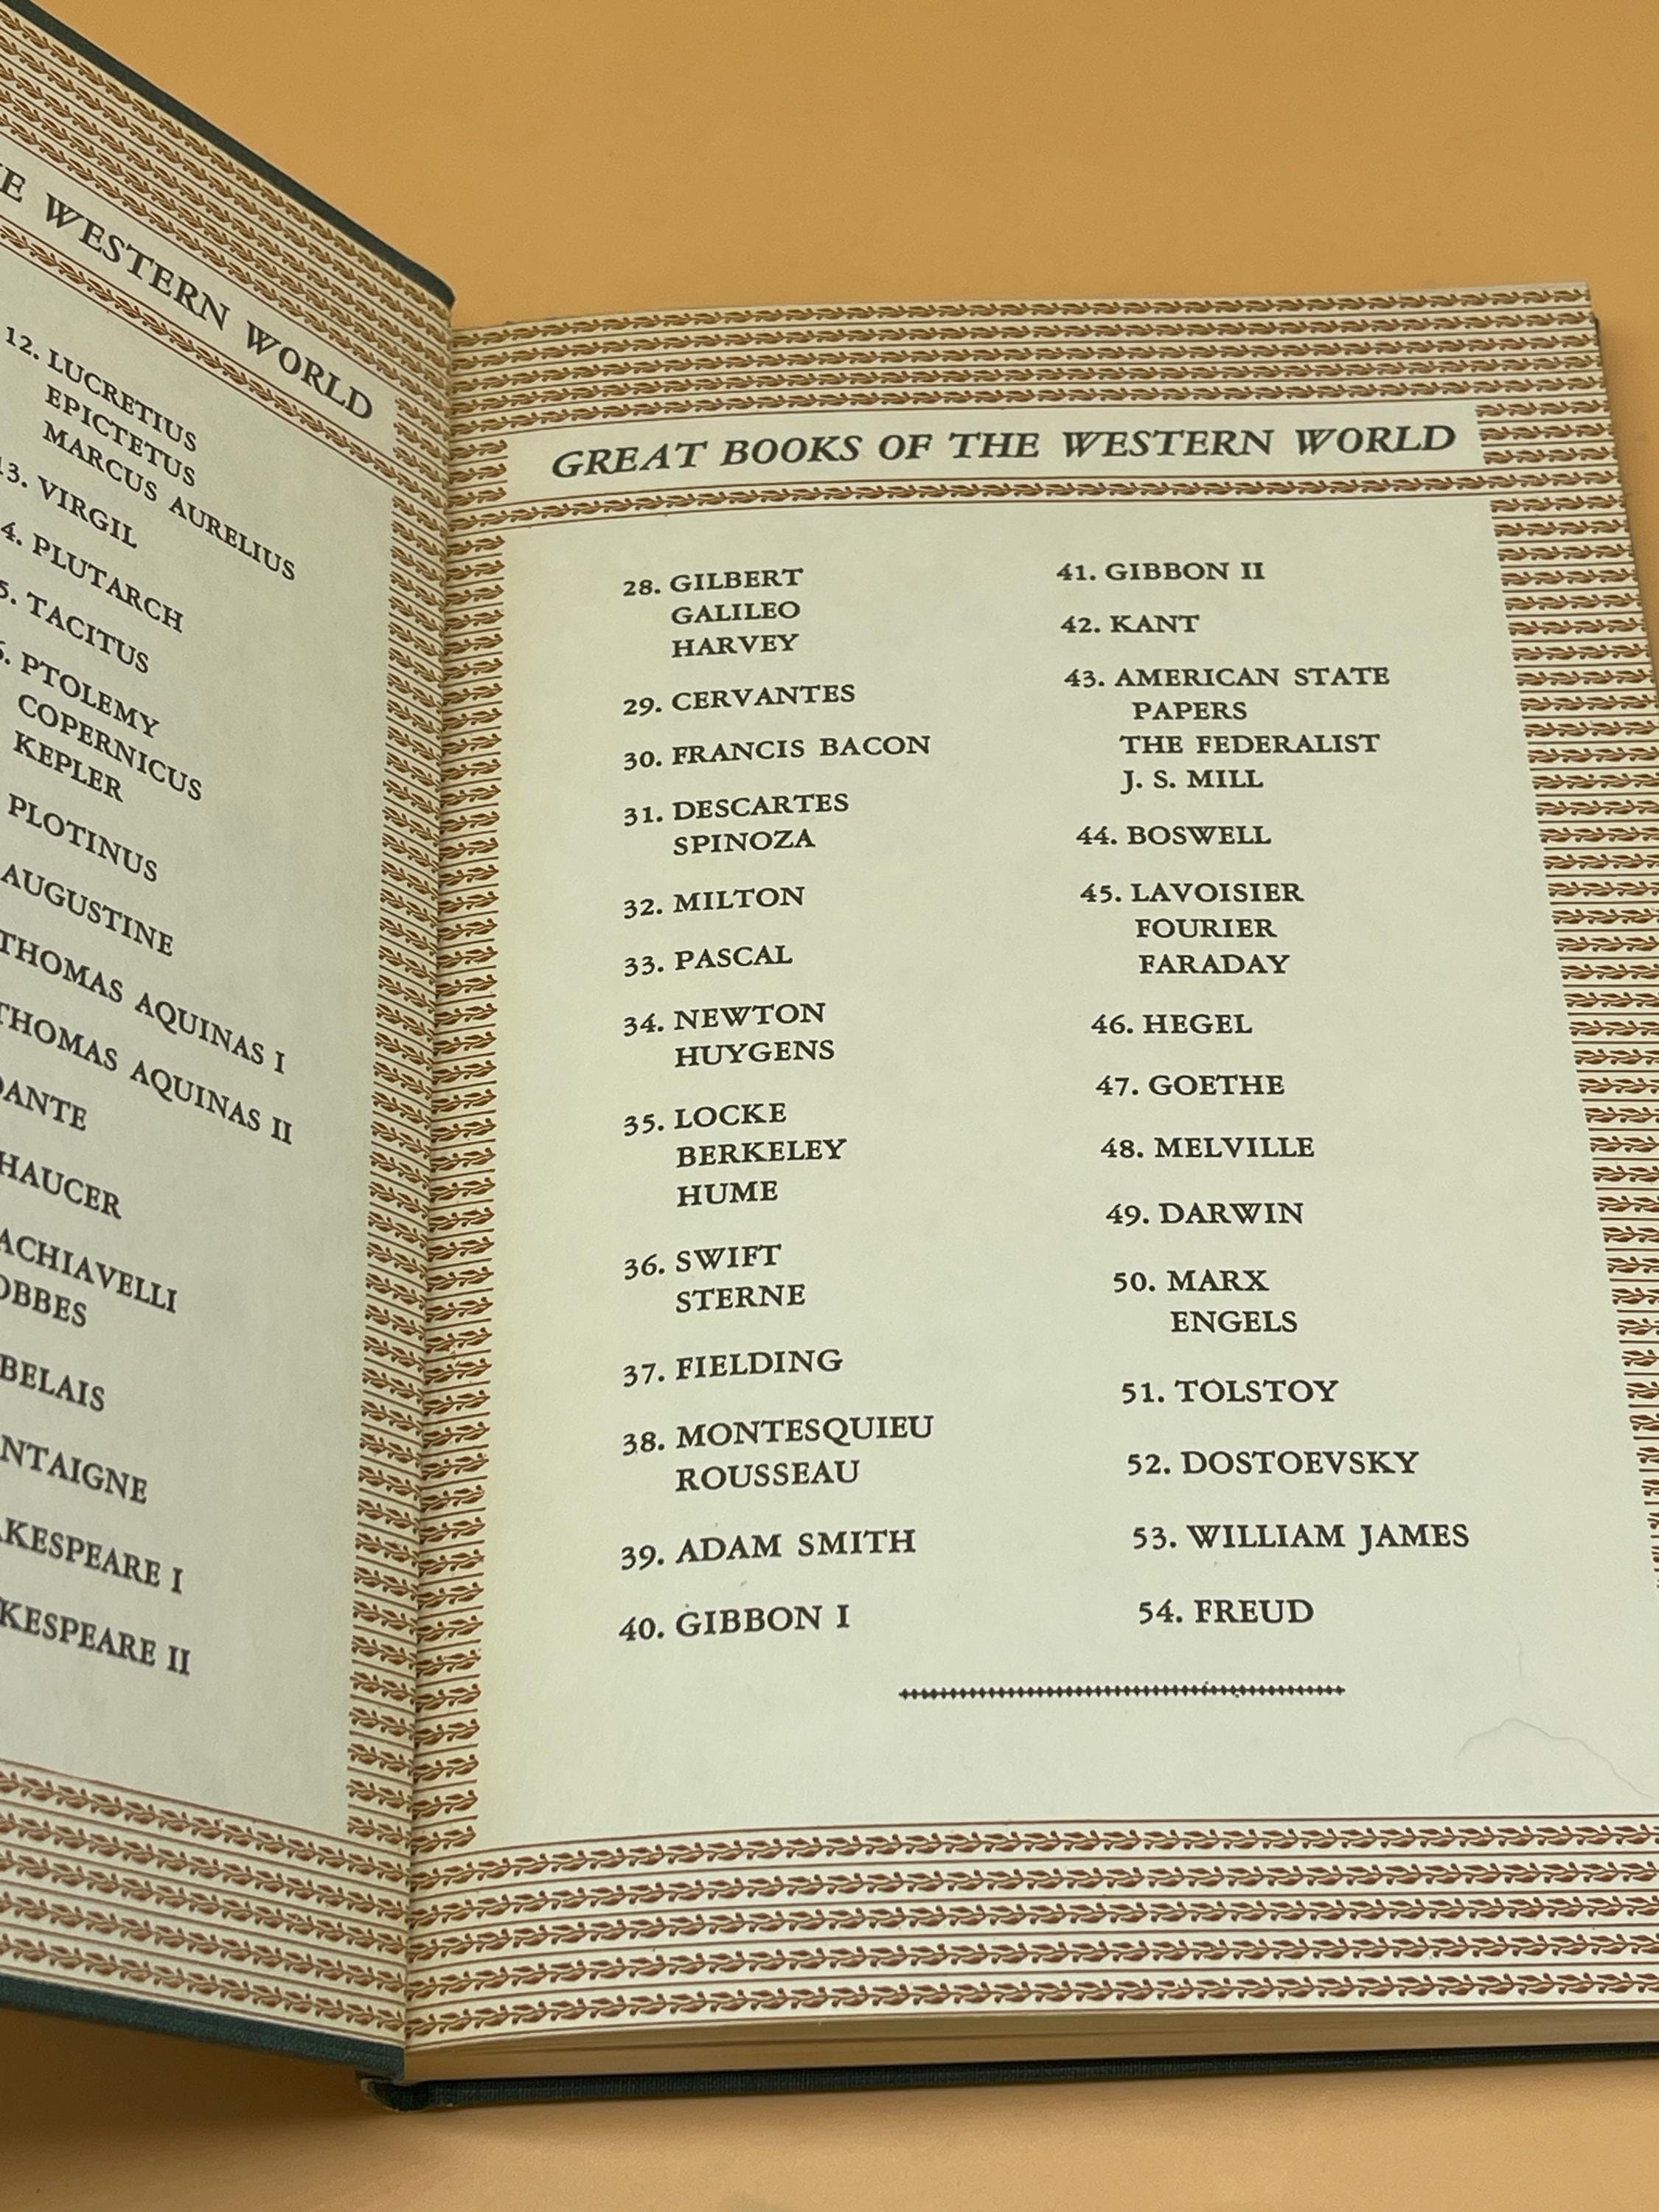 THE WESTERN WORLD
12. LUCRETIUS
EPICTETUS
MARCUS AURELIUS
13. VIRGIL
4. PLUTARCH
5. TACITUS
6. PTOLEMY
COPERNICUS
KEPLER
PLOTINUS
AUGUSTINE
THOMAS AQUINAS I
THOMAS AQUINAS II
DANTE
HAUCER
ACHIAVELLI
OBBES
BELAIS
NTAIGNE
AKESPEARE I
KESPEARE II
GREAT BOOKS OF THE WESTERN WORLD
28. GILBERT
GALILEO
HARVEY
29. CERVANTES
30. FRANCIS BACON
31. DESCARTES
SPINOZA
32. MILTON
33. PASCAL
34. NEWTON
HUYGENS
35. LOCKE
BERKELEY
HUME
36. SWIFT
STERNE
37. FIELDING
38. MONTESQUIEU
ROUSSEAU
39. ADAM SMITH
40. GIBBON I
41. GIBBON II
42. KANT
43. AMERICAN STATE
PAPERS
THE FEDERALIST
J. S. MILL
44. BOSWELL
45. LAVOISIER
FOURIER
FARADAY
46. HEGEL
47. GOETHE
48. MELVILLE
49. DARWIN
50. MARX
ENGELS
51. TOLSTOY
52. DOSTOEVSKY
53. WILLIAM JAMES
54. FREUD